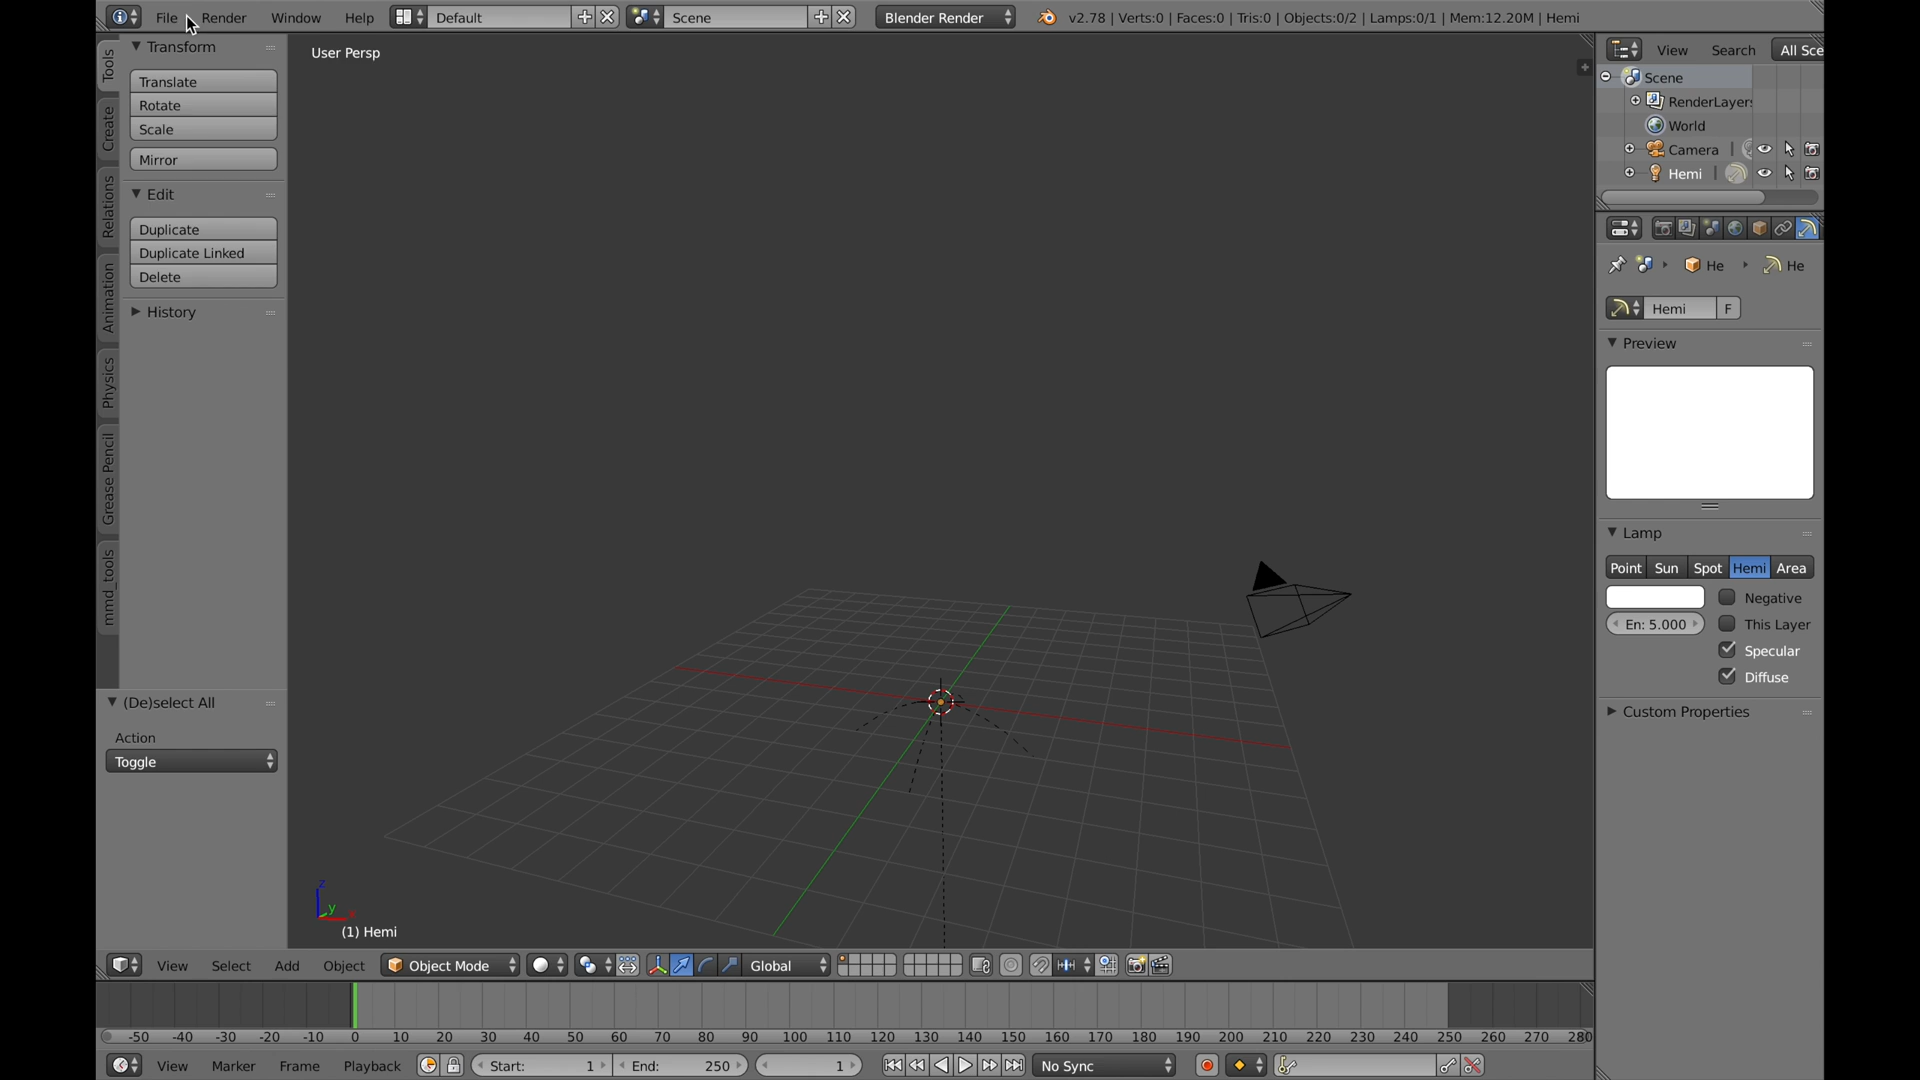 File Render Window Help Default Scene Blender Render v2.78 | Verts:0 | Faces:0 | Tris:0 | Objects:0/2 | Lamps:0/1 | Mem:12.20M | Hemi
Tools
Create
Relations
Animation
Physics
Grease Pencil
mmd_tools
Transform
Translate
Rotate
Scale
Mirror
Edit
Duplicate
Duplicate Linked
Delete
History
(De)select All
Action
Toggle
User Persp
z
y
x
(1) Hemi
View Search All Sce
Scene
RenderLayers
World
Camera
Hemi
He He
Hemi F
Preview
Lamp
Point Sun Spot Hemi Area
Negative
En: 5.000 This Layer
Specular
Diffuse
Custom Properties
View Select Add Object Object Mode Global
-50 -40 -30 -20 -10 0 10 20 30 40 50 60 70 80 90 100 110 120 130 140 150 160 170 180 190 200 210 220 230 240 250 260 270 280
View Marker Frame Playback Start: 1 End: 250 1 No Sync